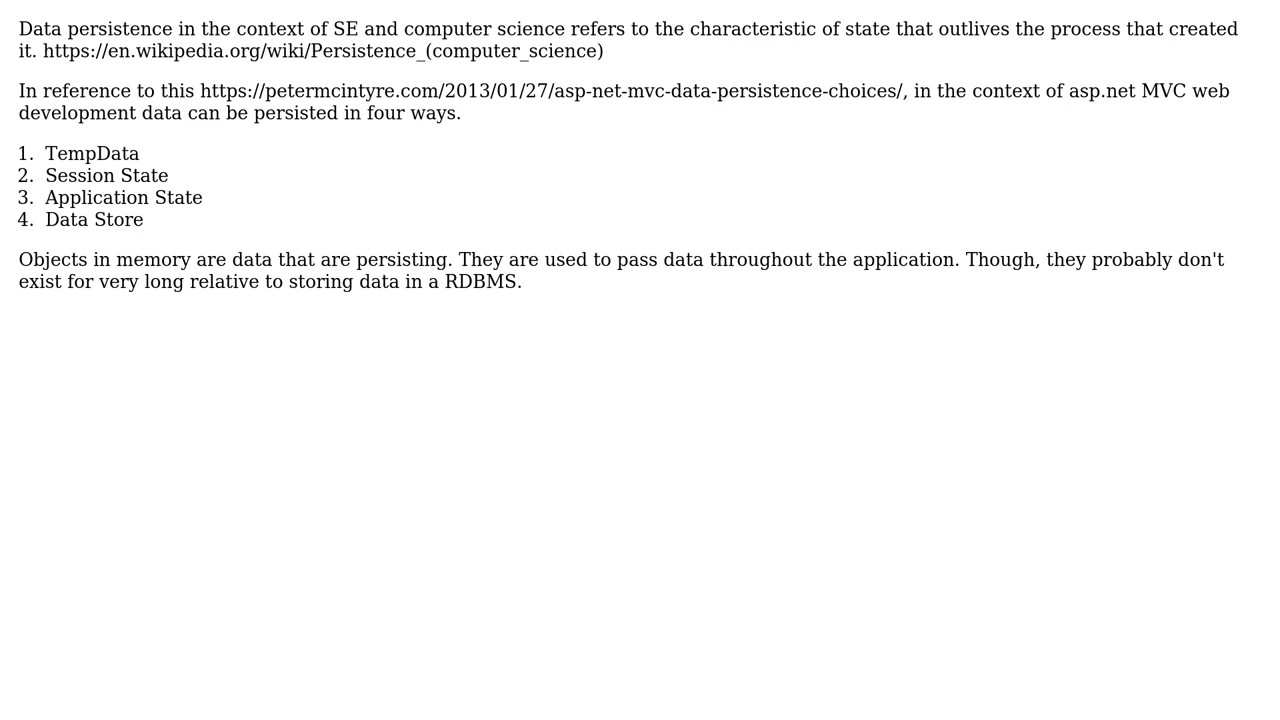 Data persistence in the context of SE and computer science refers to the characteristic of state that outlives the process that created
it. https://en.wikipedia.org/wiki/Persistence_(computer_science)
In reference to this https://petermcintyre.com/2013/01/27/asp-net-mvc-data-persistence-choices/, in the context of asp.net MVC web
development data can be persisted in four ways.
1. TempData
2. Session State
3. Application State
4. Data Store
Objects in memory are data that are persisting. They are used to pass data throughout the application. Though, they probably don't
exist for very long relative to storing data in a RDBMS.